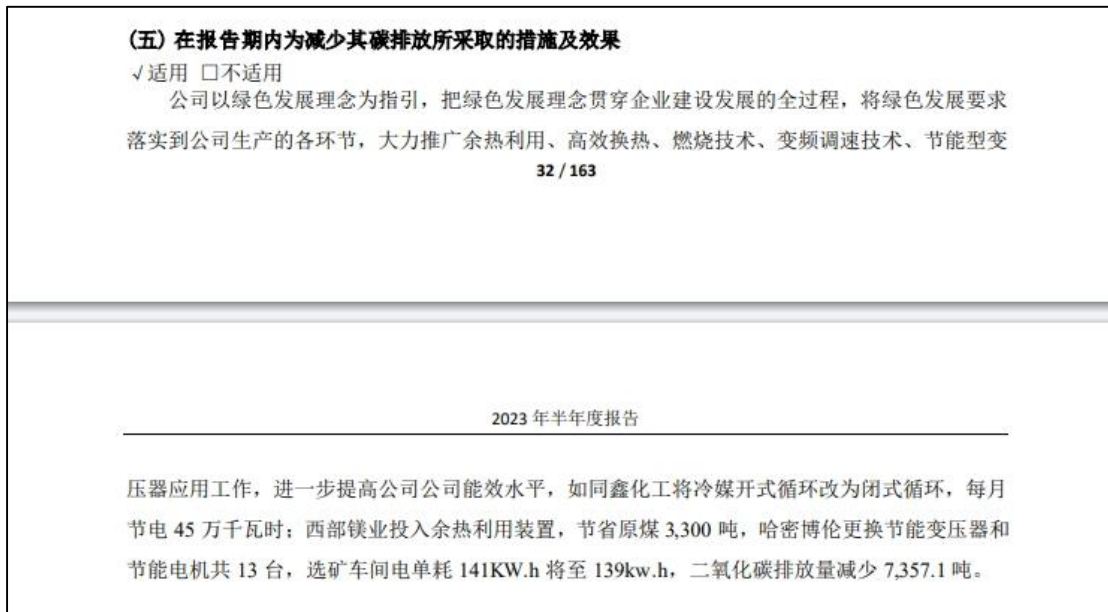 (五) 在报告期内为减少其碳排放所采取的措施及效果
√适用 □不适用
公司以绿色发展理念为指引，把绿色发展理念贯穿企业建设发展的全过程，将绿色发展要求
落实到公司生产的各环节，大力推广余热利用、高效换热、燃烧技术、变频调速技术、节能型变
32 / 163
2023 年半年度报告
压器应用工作，进一步提高公司公司能效水平，如同鑫化工将冷媒开式循环改为闭式循环，每月
节电 45 万千瓦时；西部镁业投入余热利用装置，节省原煤 3,300 吨，哈密博伦更换节能变压器和
节能电机共 13 台，选矿车间电单耗 141KW.h 将至 139kw.h，二氧化碳排放量减少 7,357.1 吨。